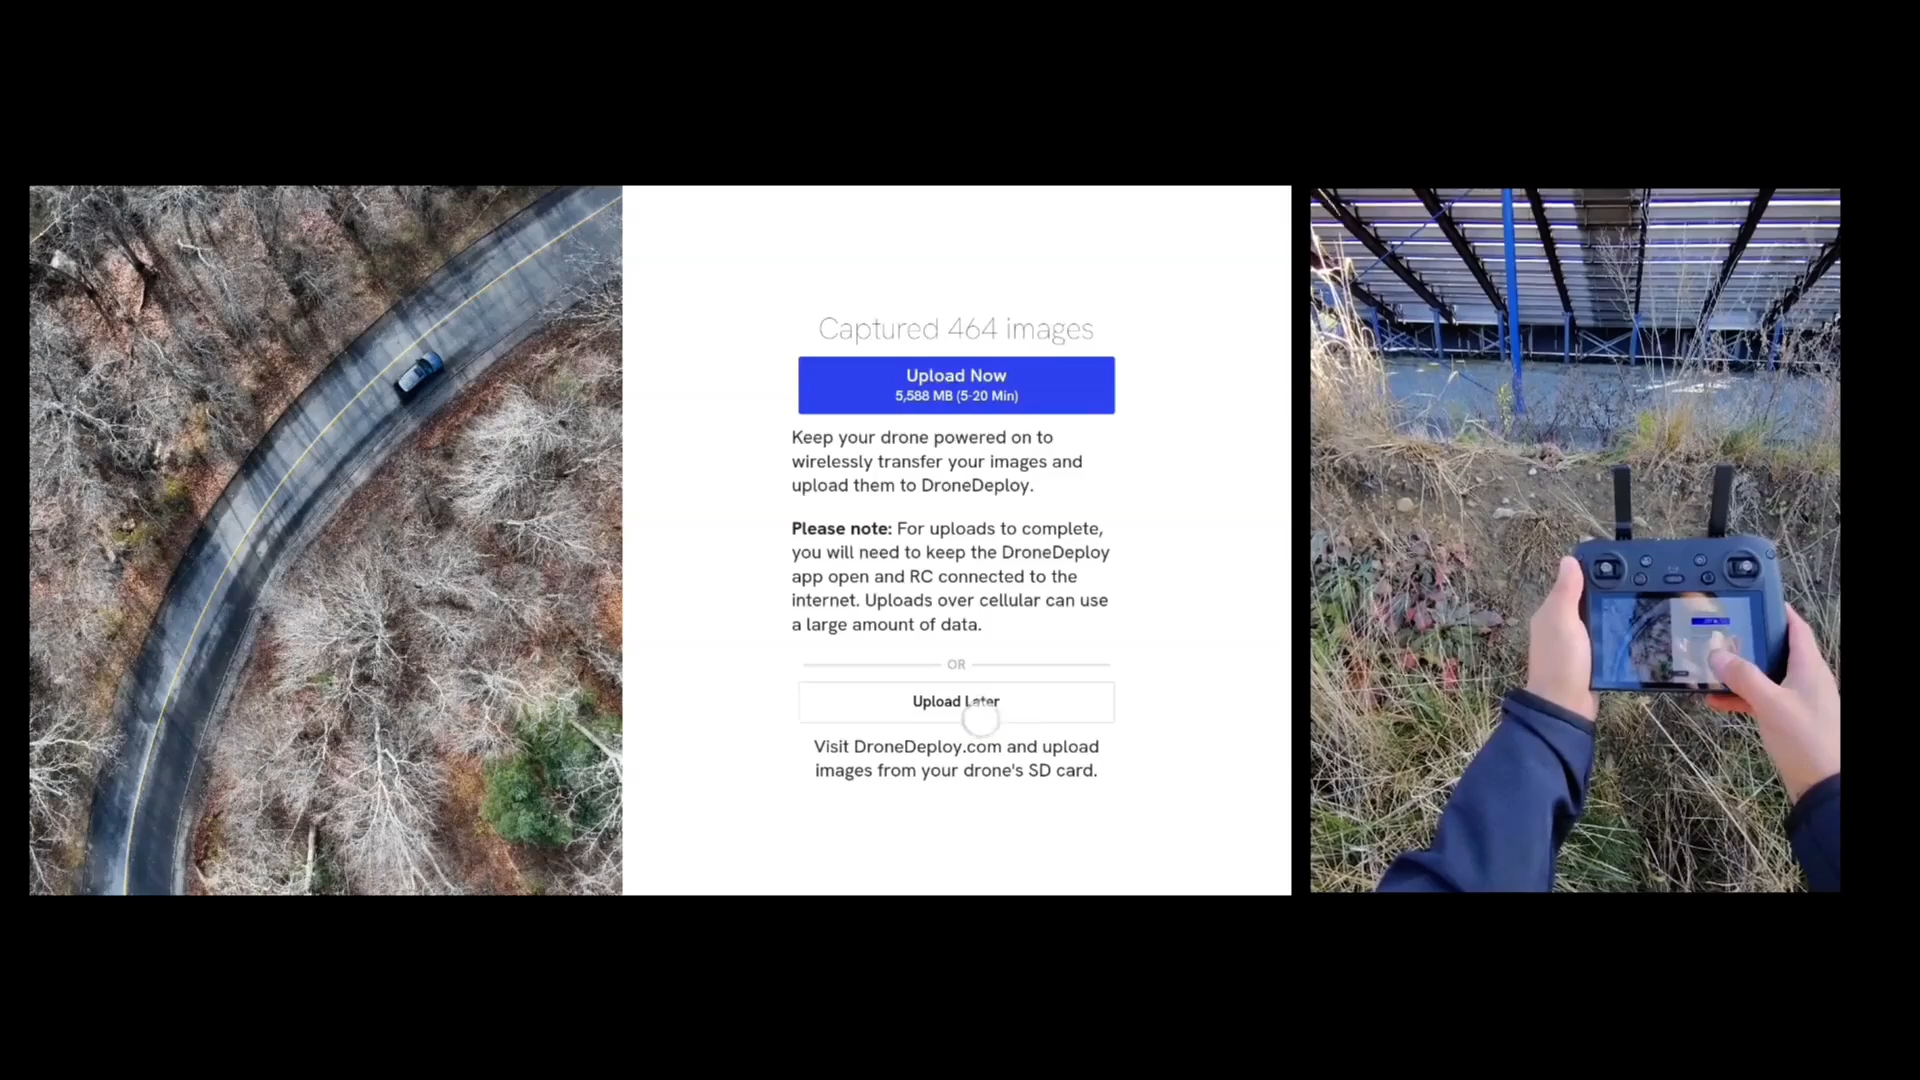 Captured 464 images
Upload Now
5,588 MB (5-20 Min)
Keep your drone powered on to
wirelessly transfer your images and
upload them to DroneDeploy.
Please note: For uploads to complete,
you will need to keep the DroneDeploy
app open and RC connected to the
internet. Uploads over cellular can use
a large amount of data.
OR
Upload Later
Visit DroneDeploy.com and upload
images from your drone's SD card.